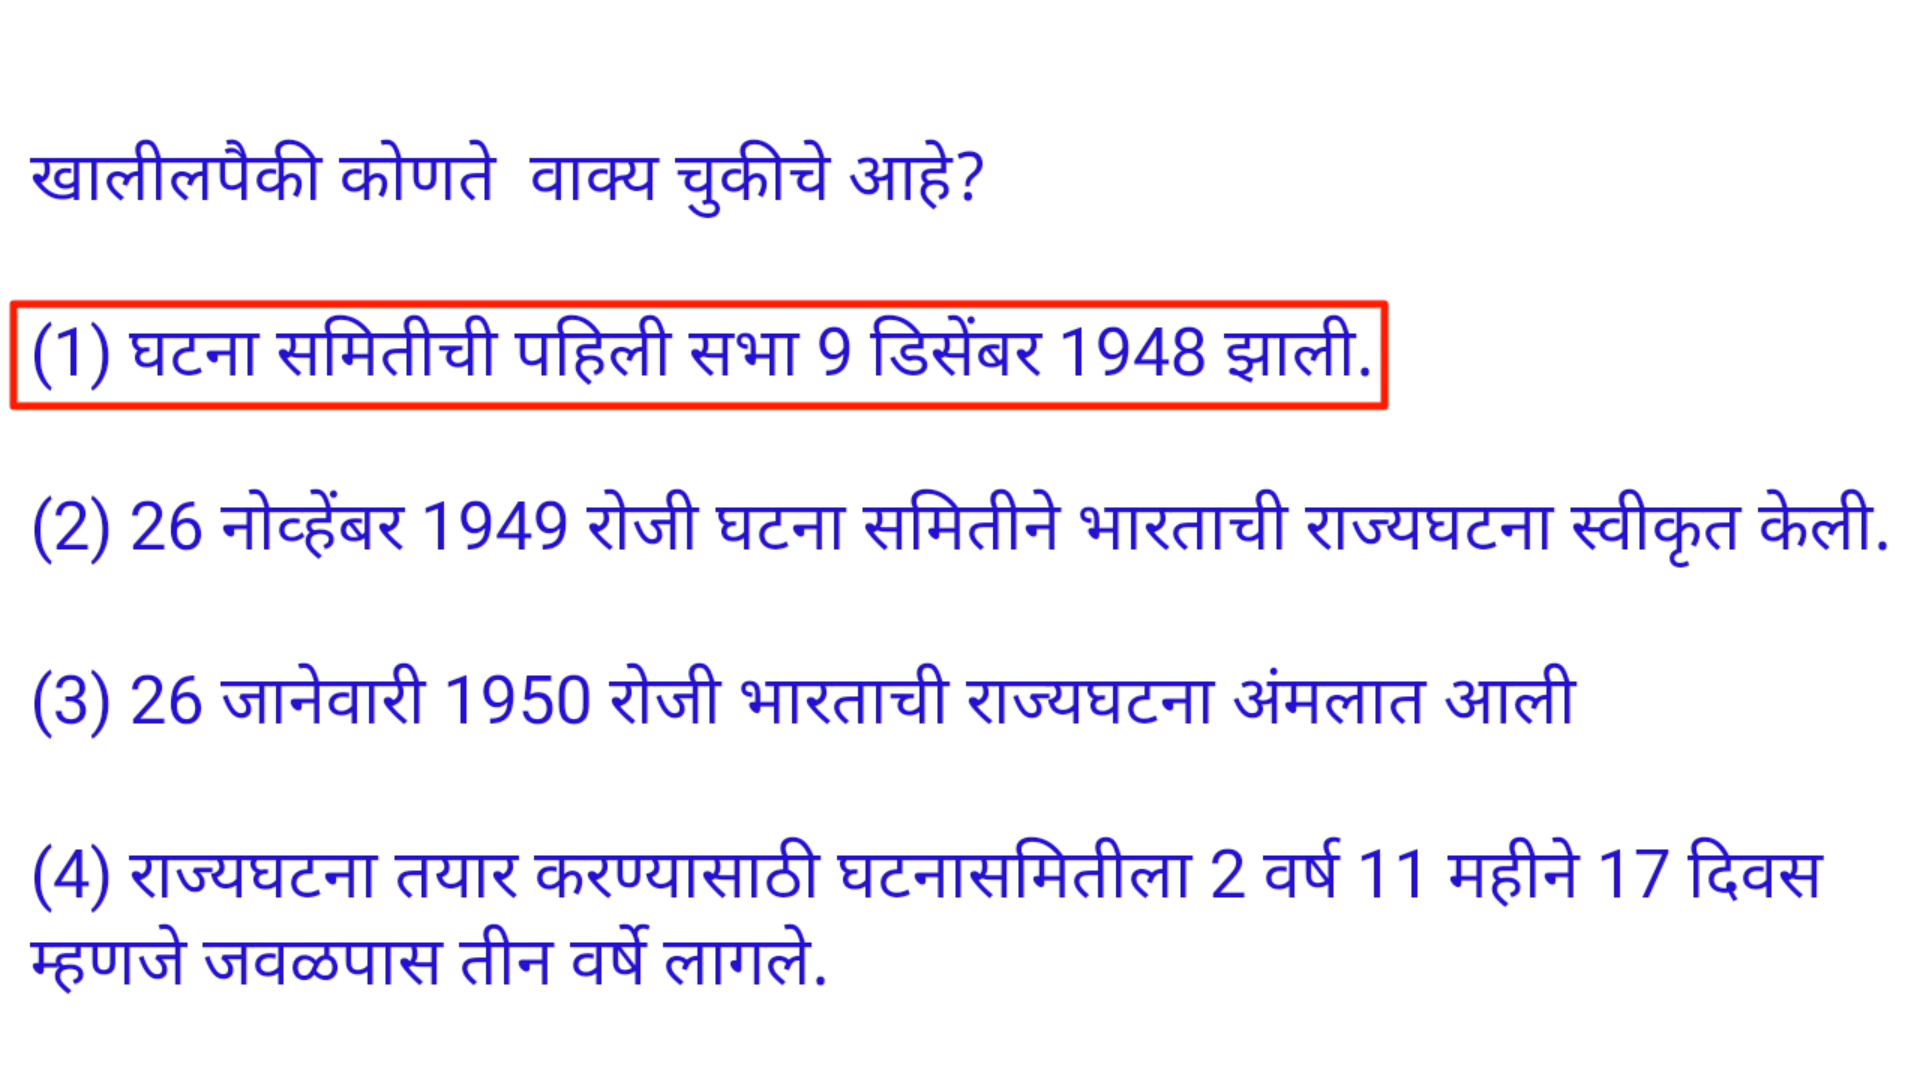 खालीलपैकी कोणते वाक्य चुकीचे आहे?
(1) घटना समितीची पहिली सभा 9 डिसेंबर 1948 झाली.
(2) 26 नोव्हेंबर 1949 रोजी घटना समितीने भारताची राज्यघटना स्वीकृत केली.
(3) 26 जानेवारी 1950 रोजी भारताची राज्यघटना अंमलात आली
(4) राज्यघटना तयार करण्यासाठी घटनासमितीला 2 वर्ष 11 महीने 17 दिवस
म्हणजे जवळपास तीन वर्षे लागले.